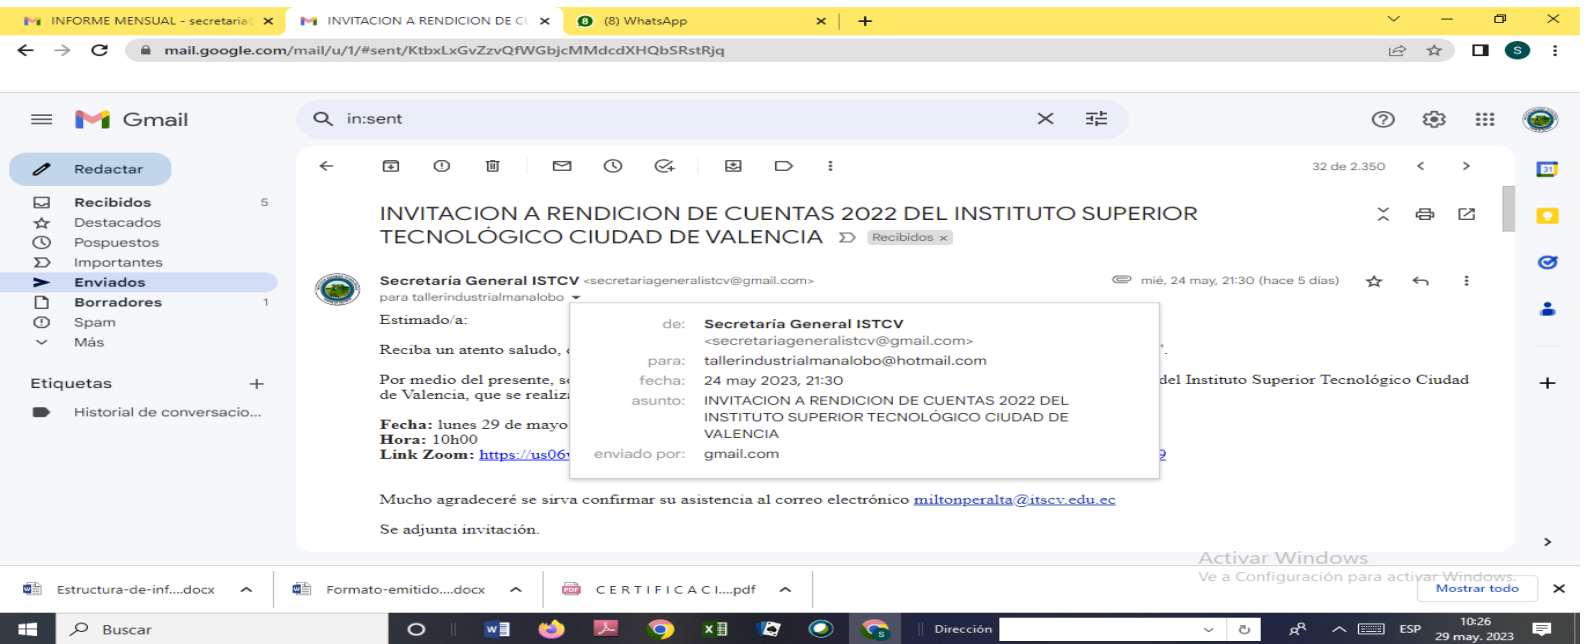 INFORME MENSUAL - secretaria
INVITACION A RENDICION DE CU
(8) WhatsApp
mail.google.com/mail/u/1/#sent/KtbxLxGvZzvQfWGbjcMMdcdXHQbSRstRjq
S
Gmail
in:sent
Redactar
32 de 2.350
31
Recibidos 5
Destacados
Pospuestos
Importantes
Enviados
Borradores 1
Spam
Más
Etiquetas
Historial de conversacio...
INVITACION A RENDICION DE CUENTAS 2022 DEL INSTITUTO SUPERIOR
TECNOLÓGICO CIUDAD DE VALENCIA Recibidos x
Secretaría General ISTCV <secretariageneralistcv@gmail.com> mié, 24 may, 21:30 (hace 5 días)
para tallerindustrialmanalobo
Estimado/a:
Reciba un atento saludo,
Por medio del presente, del Instituto Superior Tecnológico Ciudad
de Valencia, que se realiz
Fecha: lunes 29 de mayo
Hora: 10h00
Link Zoom: https://us06
de: Secretaría General ISTCV
<secretariageneralistcv@gmail.com>
para: tallerindustrialmanalobo@hotmail.com
fecha: 24 may 2023, 21:30
asunto: INVITACION A RENDICION DE CUENTAS 2022 DEL
INSTITUTO SUPERIOR TECNOLÓGICO CIUDAD DE
VALENCIA
enviado por: gmail.com
Mucho agradeceré se sirva confirmar su asistencia al correo electrónico miltonperalta@itscv.edu.ec
Se adjunta invitación.
Activar Windows
Ve a Configuración para activar Windows.
Estructura-de-inf....docx
Formato-emitido....docx
C E R T I F I C A C I....pdf
Mostrar todo
Buscar
Dirección
ESP
10:26
29 may. 2023